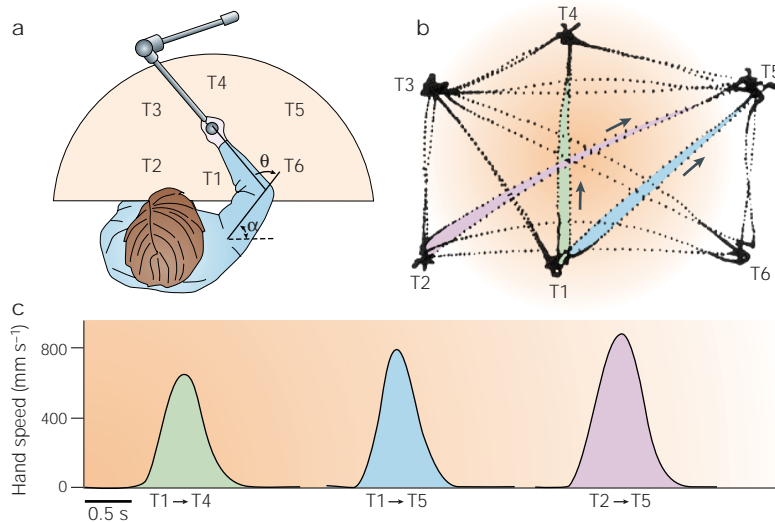 a
T4
T3
T5
T2
T1
θ
T6
α
b
T4
T3
T5
T2
T1
T6
c
Hand speed (mm s⁻¹)
800
400
0
0.5 s
T1→T4
T1→T5
T2→T5